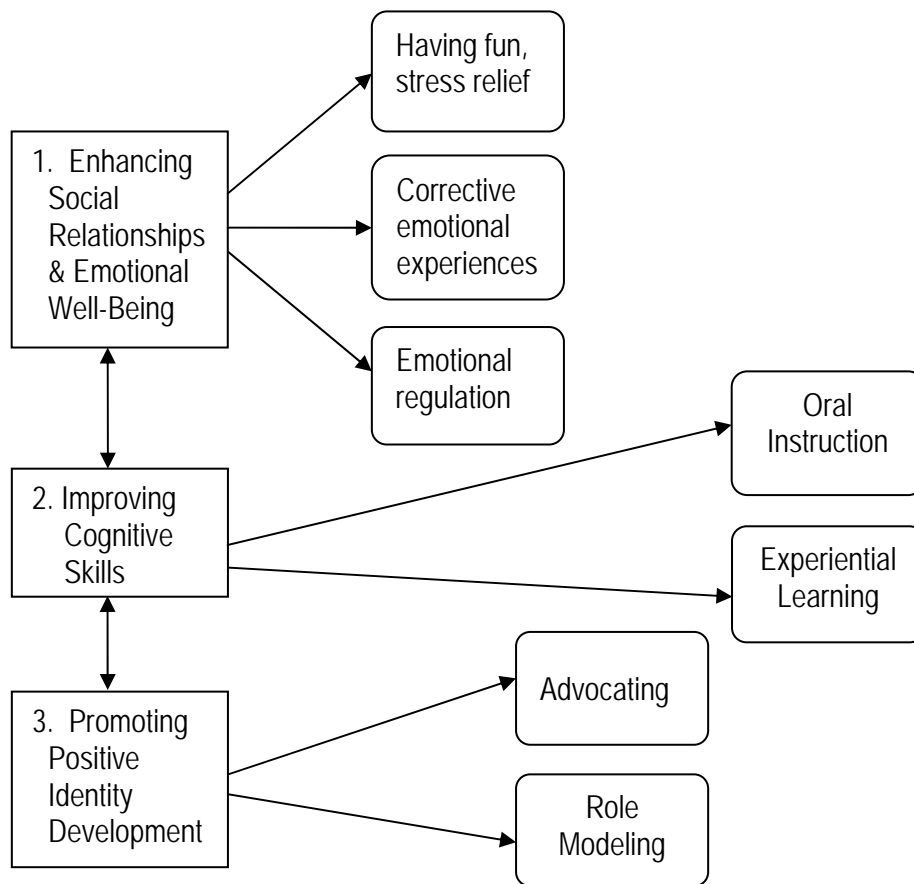 Having fun,
stress relief
1. Enhancing
Social
Relationships
& Emotional
Well-Being
Corrective
emotional
experiences
Emotional
regulation
Oral
Instruction
2. Improving
Cognitive
Skills
Experiential
Learning
Advocating
3. Promoting
Positive
Identity
Development
Role
Modeling